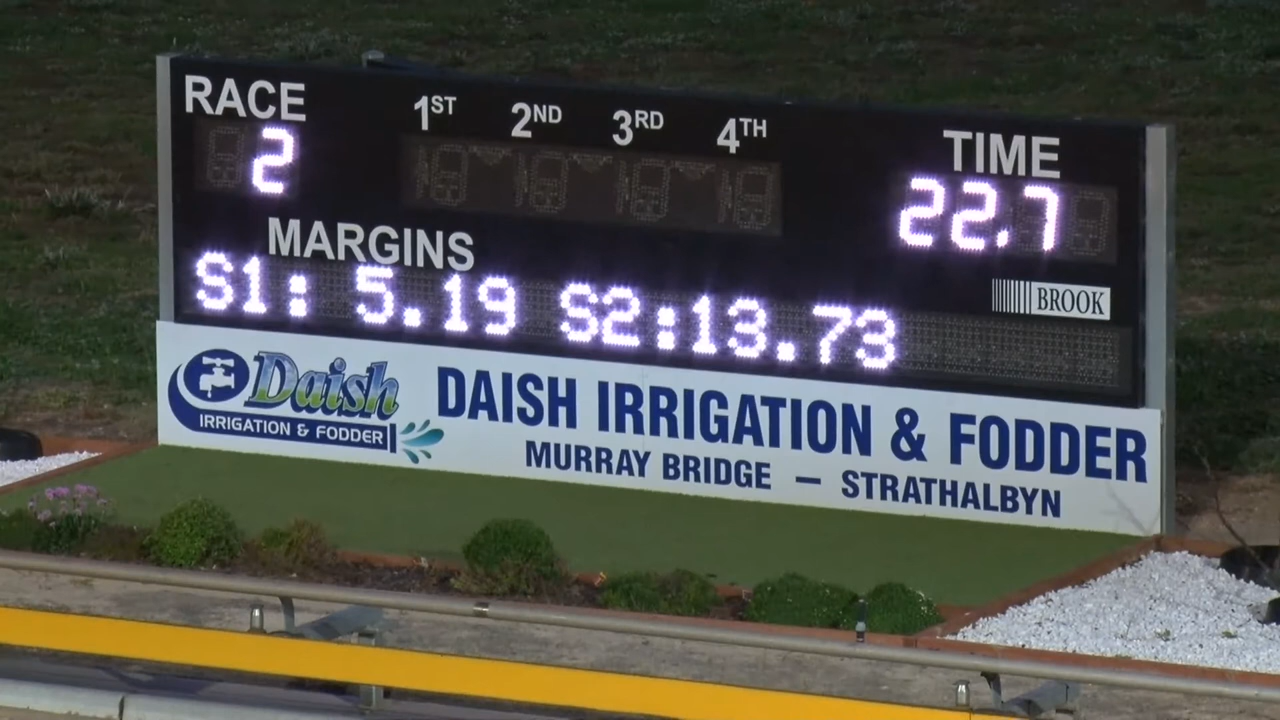 RACE 1ST 2ND 3RD 4TH TIME
2 22.7
MARGINS
S1: 5.19 S2:13.73
BROOK
Daish
IRRIGATION & FODDER
DAISH IRRIGATION & FODDER
MURRAY BRIDGE – STRATHALBYN